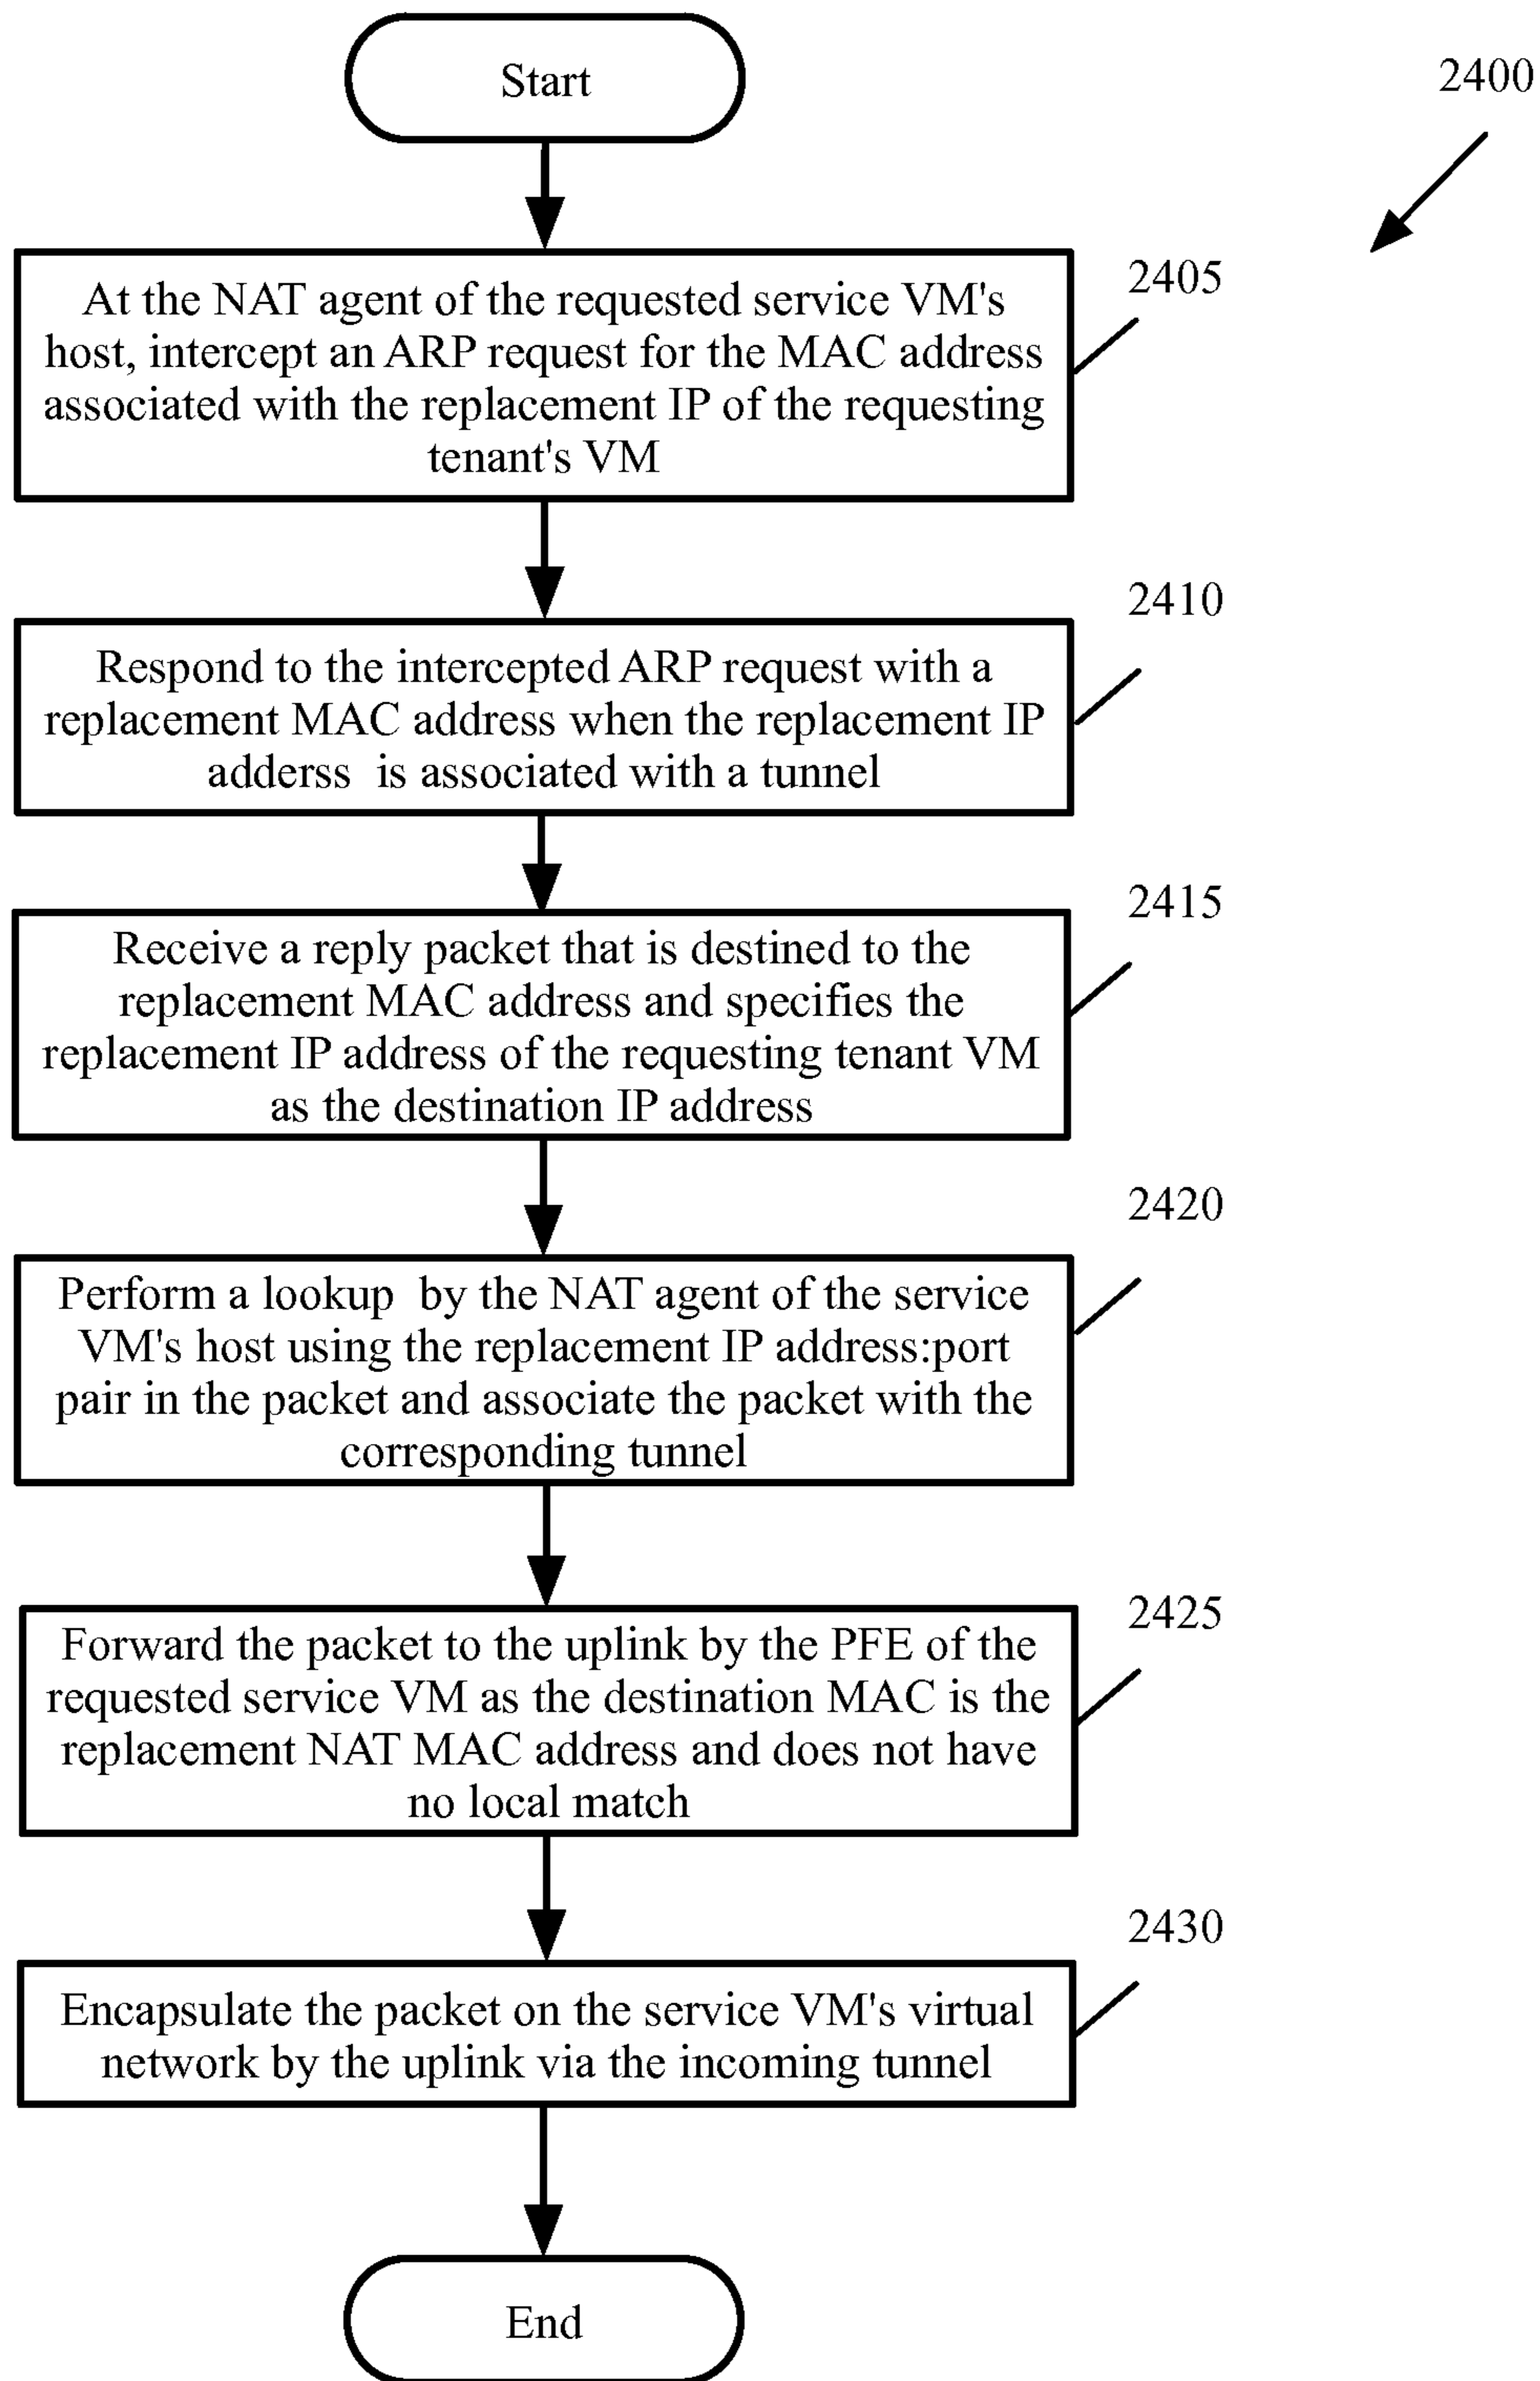 Start
2400
At the NAT agent of the requested service VM's
host, intercept an ARP request for the MAC address
associated with the replacement IP of the requesting
tenant's VM
2405
Respond to the intercepted ARP request with a
replacement MAC address when the replacement IP
adderss is associated with a tunnel
2410
Receive a reply packet that is destined to the
replacement MAC address and specifies the
replacement IP address of the requesting tenant VM
as the destination IP address
2415
Perform a lookup by the NAT agent of the service
VM's host using the replacement IP address:port
pair in the packet and associate the packet with the
corresponding tunnel
2420
Forward the packet to the uplink by the PFE of the
requested service VM as the destination MAC is the
replacement NAT MAC address and does not have
no local match
2425
Encapsulate the packet on the service VM's virtual
network by the uplink via the incoming tunnel
2430
End